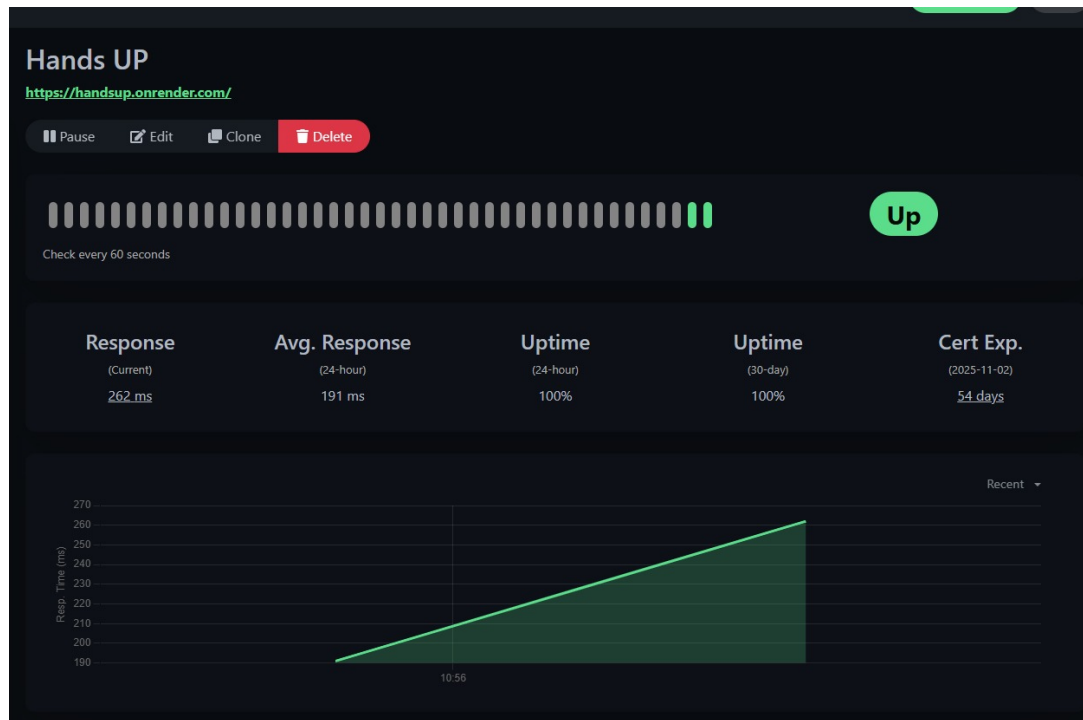 Hands UP
https://handsup.onrender.com/
Pause Edit Clone Delete
Up
Check every 60 seconds
Response Avg. Response Uptime Uptime Cert Exp.
(Current) (24-hour) (24-hour) (30-day) (2025-11-02)
262 ms 191 ms 100% 100% 54 days
Recent
270
260
250
240
230
220
210
200
190
Resp. Time (ms)
10:56